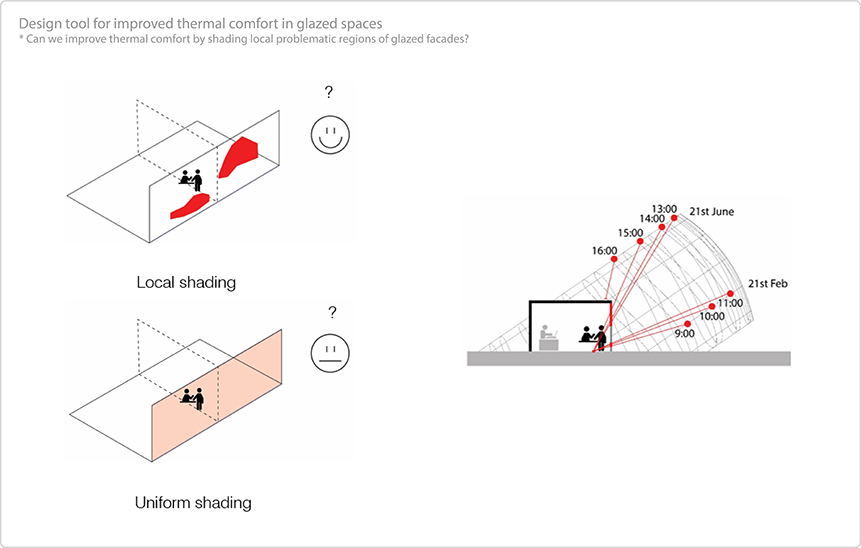 Design tool for improved thermal comfort in glazed spaces
* Can we improve thermal comfort by shading local problematic regions of glazed facades?
?
Local shading
?
Uniform shading
13:00 21st June
14:00
15:00
16:00
21st Feb
11:00
10:00
9:00